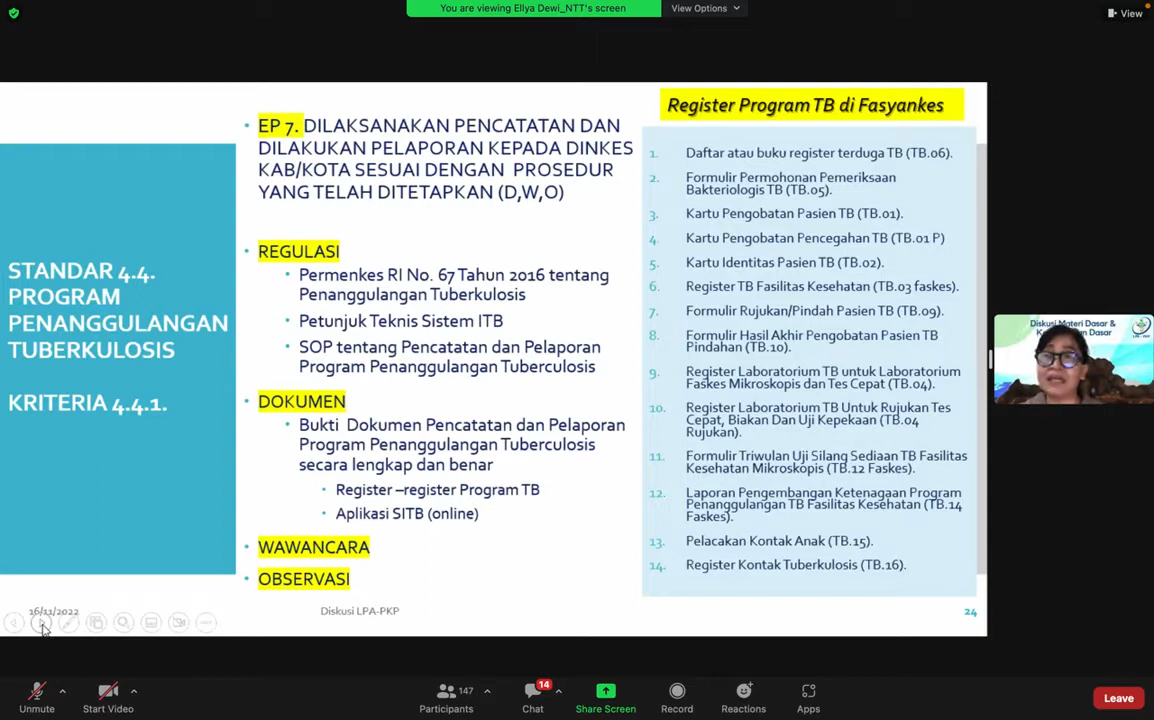 You are viewing Ellya Dewi_NTT's screen
View Options
View
STANDAR 4.4.
PROGRAM
PENANGGULANGAN
TUBERKULOSIS
KRITERIA 4.4.1.
EP 7. DILAKSANAKAN PENCATATAN DAN
DILAKUKAN PELAPORAN KEPADA DINKES
KAB/KOTA SESUAI DENGAN PROSEDUR
YANG TELAH DITETAPKAN (D,W,O)
REGULASI
Permenkes RI No. 67 Tahun 2016 tentang
Penanggulangan Tuberkulosis
Petunjuk Teknis Sistem ITB
SOP tentang Pencatatan dan Pelaporan
Program Penanggulangan Tuberculosis
DOKUMEN
Bukti Dokumen Pencatatan dan Pelaporan
Program Penanggulangan Tuberculosis
secara lengkap dan benar
Register –register Program TB
Aplikasi SITB (online)
WAWANCARA
OBSERVASI
Register Program TB di Fasyankes
1. Daftar atau buku register terduga TB (TB.06).
2. Formulir Permohonan Pemeriksaan
Bakteriologis TB (TB.05).
3. Kartu Pengobatan Pasien TB (TB.01).
4. Kartu Pengobatan Pencegahan TB (TB.01 P)
5. Kartu Identitas Pasien TB (TB.02).
6. Register TB Fasilitas Kesehatan (TB.03 faskes).
7. Formulir Rujukan/Pindah Pasien TB (TB.09).
8. Formulir Hasil Akhir Pengobatan Pasien TB
Pindahan (TB.10).
9. Register Laboratorium TB untuk Laboratorium
Faskes Mikroskopis dan Tes Cepat (TB.04).
10. Register Laboratorium TB Untuk Rujukan Tes
Cepat, Biakan Dan Uji Kepekaan (TB.04
Rujukan).
11. Formulir Triwulan Uji Silang Sediaan TB Fasilitas
Kesehatan Mikroskopis (TB.12 Faskes).
12. Laporan Pengembangan Ketenagaan Program
Penanggulangan TB Fasilitas Kesehatan (TB.14
Faskes).
13. Pelacakan Kontak Anak (TB.15).
14. Register Kontak Tuberkulosis (TB.16).
Diskusi Materi Dasar &
16/11/2022
Diskusi LPA-PKP
24
Unmute
Start Video
147
Participants
14
Chat
Share Screen
Record
Reactions
Apps
Leave